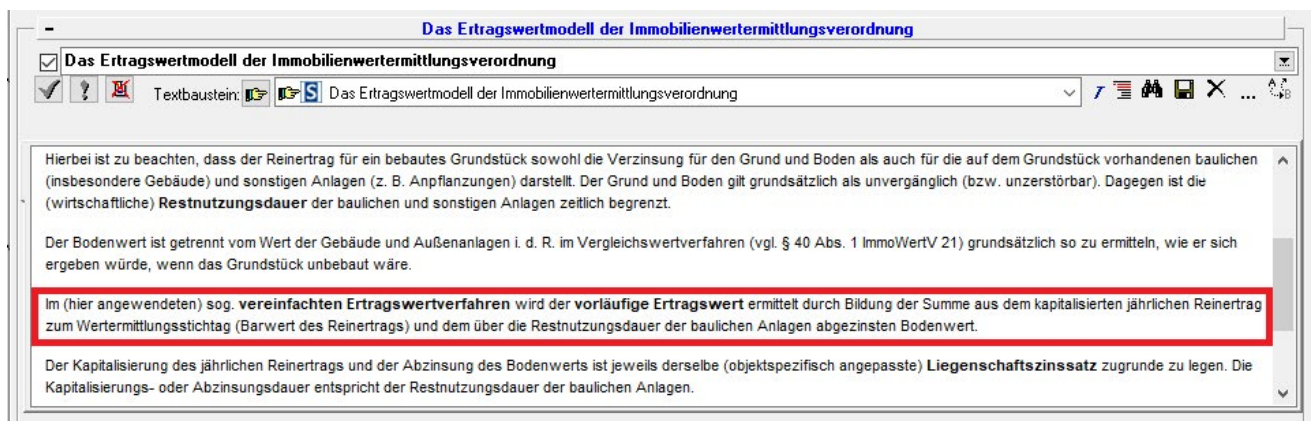 Das Ertragswertmodell der Immobilienwertermittlungsverordnung
Das Ertragswertmodell der Immobilienwertermittlungsverordnung
Textbaustein: S Das Ertragswertmodell der Immobilienwertermittlungsverordnung
Hierbei ist zu beachten, dass der Reinertrag für ein bebautes Grundstück sowohl die Verzinsung für den Grund und Boden als auch für die auf dem Grundstück vorhandenen baulichen
(insbesondere Gebäude) und sonstigen Anlagen (z. B. Anpflanzungen) darstellt. Der Grund und Boden gilt grundsätzlich als unvergänglich (bzw. unzerstörbar). Dagegen ist die
(wirtschaftliche) Restnutzungsdauer der baulichen und sonstigen Anlagen zeitlich begrenzt.
Der Bodenwert ist getrennt vom Wert der Gebäude und Außenanlagen i. d. R. im Vergleichswertverfahren (vgl. § 40 Abs. 1 ImmoWertV 21) grundsätzlich so zu ermitteln, wie er sich
ergeben würde, wenn das Grundstück unbebaut wäre.
Im (hier angewendeten) sog. vereinfachten Ertragswertverfahren wird der vorläufige Ertragswert ermittelt durch Bildung der Summe aus dem kapitalisierten jährlichen Reinertrag
zum Wertermittlungsstichtag (Barwert des Reinertrags) und dem über die Restnutzungsdauer der baulichen Anlagen abgezinsten Bodenwert.
Der Kapitalisierung des jährlichen Reinertrags und der Abzinsung des Bodenwerts ist jeweils derselbe (objektspezifisch angepasste) Liegenschaftszinssatz zugrunde zu legen. Die
Kapitalisierungs- oder Abzinsungsdauer entspricht der Restnutzungsdauer der baulichen Anlagen.